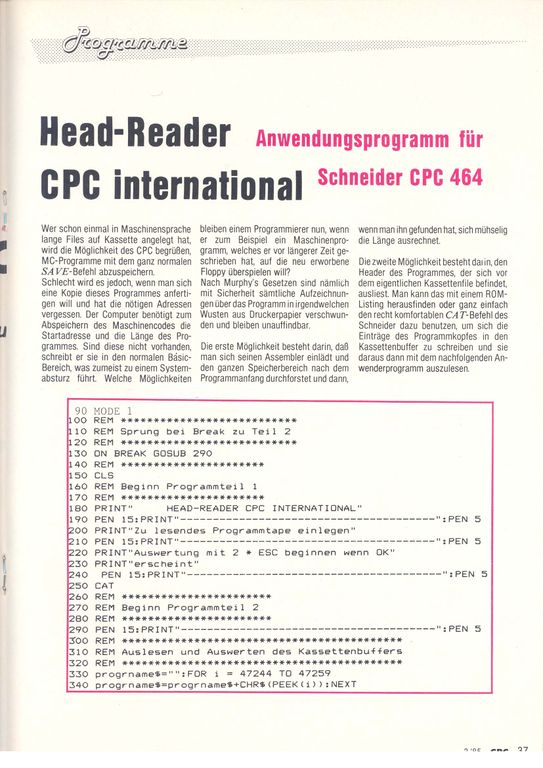 Programme
Head-Reader
CPC international
Anwendungsprogramm für
Schneider CPC 464
Wer schon einmal in Maschinensprache
lange Files auf Kassette angelegt hat,
wird die Möglichkeit des CPC begrüßen,
MC-Programme mit dem ganz normalen
SAVE-Befehl abzuspeichern.
Schlecht wird es jedoch, wenn man sich
eine Kopie dieses Programmes anferti-
gen will und hat die nötigen Adressen
vergessen. Der Computer benötigt zum
Abspeichern des Maschinencodes die
Startadresse und die Länge des Pro-
grammes. Sind diese nicht vorhanden,
schreibt er sie in den normalen Basic-
Bereich, was zumeist zu einem System-
absturz führt. Welche Möglichkeiten
bleiben einem Programmierer nun, wenn
er zum Beispiel ein Maschinenpro-
gramm, welches er vor längerer Zeit ge-
schrieben hat, auf die neu erworbene
Floppy überspielen will?
Nach Murphy's Gesetzen sind nämlich
mit Sicherheit sämtliche Aufzeichnun-
gen über das Programm in irgendwelchen
Wusten aus Druckerpapier verschwun-
den und bleiben unauffindbar.
Die erste Möglichkeit besteht darin, daß
man sich seinen Assembler einlädt und
den ganzen Speicherbereich nach dem
Programmanfang durchforstet und dann,
wenn man ihn gefunden hat, sich mühselig
die Länge ausrechnet.
Die zweite Möglichkeit besteht darin, den
Header des Programmes, der sich vor
dem eigentlichen Kassettenfile befindet,
ausliest. Man kann das mit einem ROM-
Listing herausfinden oder ganz einfach
den recht komfortablen CAT-Befehl des
Schneider dazu benutzen, um sich die
Einträge des Programmkopfes in den
Kassettenbuffer zu schreiben und sie
daraus dann mit dem nachfolgenden An-
wenderprogramm auszulesen.
90 MODE 1
100 REM ***************************
110 REM Sprung bei Break zu Teil 2
120 REM ***************************
130 ON BREAK GOSUB 290
140 REM **********************
150 CLS
160 REM Beginn Programmteil 1
170 REM **********************
180 PRINT"     HEAD-READER CPC INTERNATIONAL"
190 PEN 15:PRINT"---------------------------------------":PEN 5
200 PRINT"Zu lesendes Programmtape einlegen"
210 PEN 15:PRINT"---------------------------------------":PEN 5
220 PRINT"Auswertung mit 2 * ESC beginnen wenn OK"
230 PRINT"erscheint"
240  PEN 15:PRINT"---------------------------------------":PEN 5
250 CAT
260 REM ***********************
270 REM Beginn Programmteil 2
280 REM ***********************
290 PEN 15:PRINT"---------------------------------------":PEN 5
300 REM *******************************************
310 REM Auslesen und Auswerten des Kassettenbuffers
320 REM *******************************************
330 progrname$="":FOR i = 47244 TO 47259
340 progrname$=progrname$+CHR$(PEEK(i)):NEXT
CPC 37